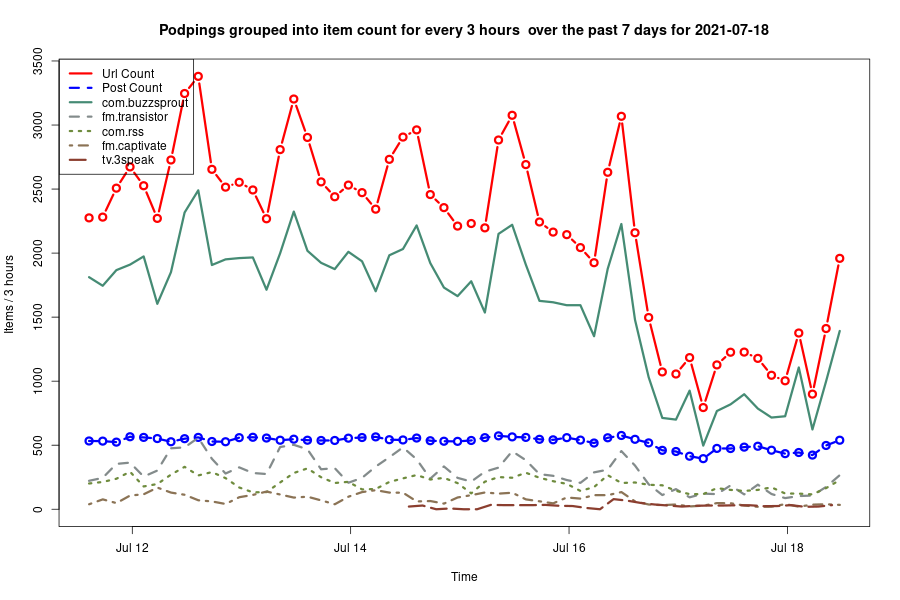 Podpings grouped into item count for every 3 hours  over the past 7 days for 2021-07-18
Items / 3 hours
3500
3000
2500
2000
1500
1000
500
0
Url Count
Post Count
com.buzzsprout
fm.transistor
com.rss
fm.captivate
tv.3speak
Jul 12
Jul 14
Jul 16
Jul 18
Time